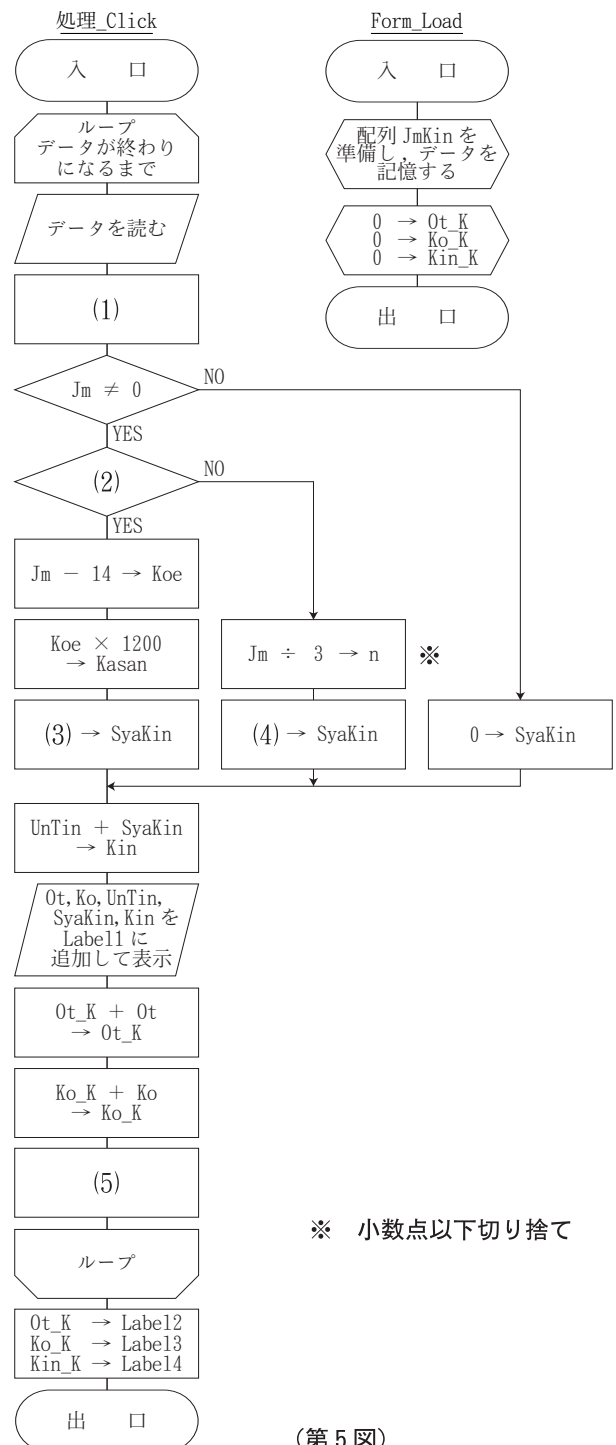 処理_Click
入 口
ループ
データが終わり
になるまで
データを読む
(1)
Jm ≠ 0
NO
YES
(2)
NO
YES
Jm － 14 → Koe
Koe × 1200
→ Kasan
(3) → SyaKin
Jm ÷ 3 → n
※
(4) → SyaKin
0 → SyaKin
UnTin + SyaKin
→ Kin
Ot,Ko,UnTin,
SyaKin,Kin を
Label1 に
追加して表示
Ot_K + Ot
→ Ot_K
Ko_K + Ko
→ Ko_K
(5)
ループ
Ot_K → Label2
Ko_K → Label3
Kin_K → Label4
出 口
Form_Load
入 口
配列 JmKin を
準備し，データを
記憶する
0 → Ot_K
0 → Ko_K
0 → Kin_K
出 口
※ 小数点以下切り捨て
(第 5 図)